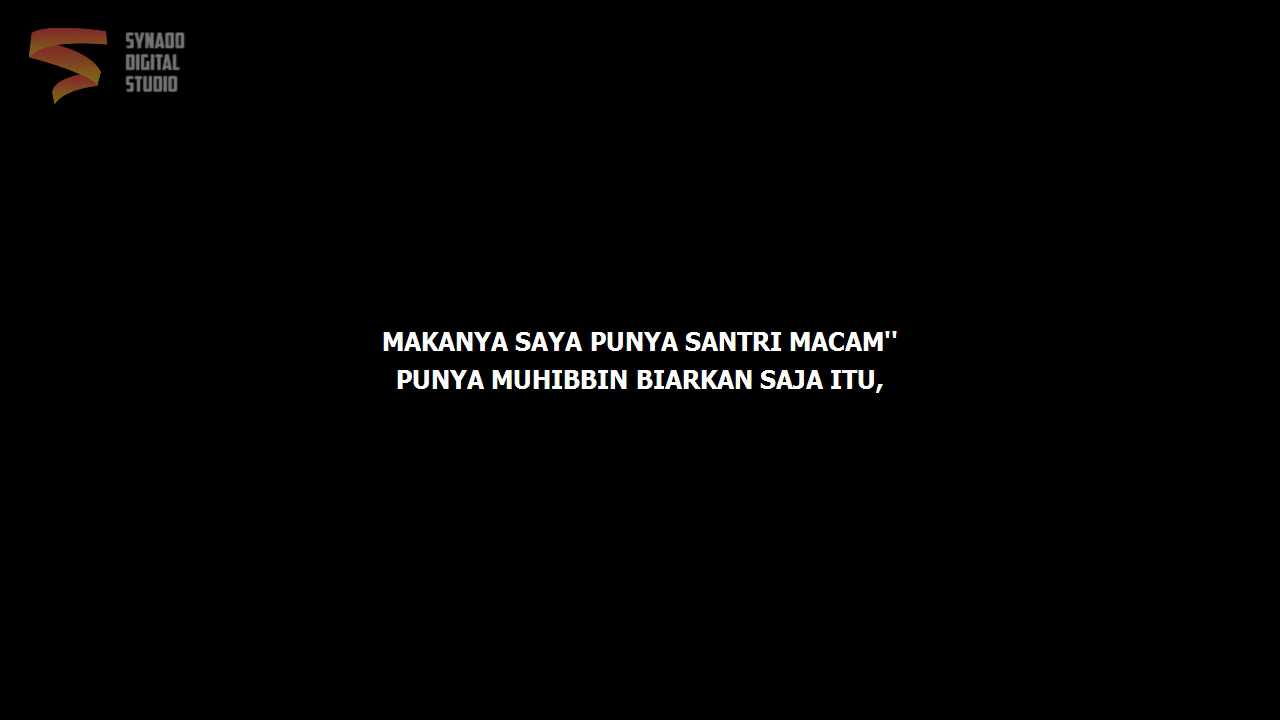 SYNADO
DIGITAL
STUDIO
MAKANYA SAYA PUNYA SANTRI MACAM"
PUNYA MUHIBBIN BIARKAN SAJA ITU,